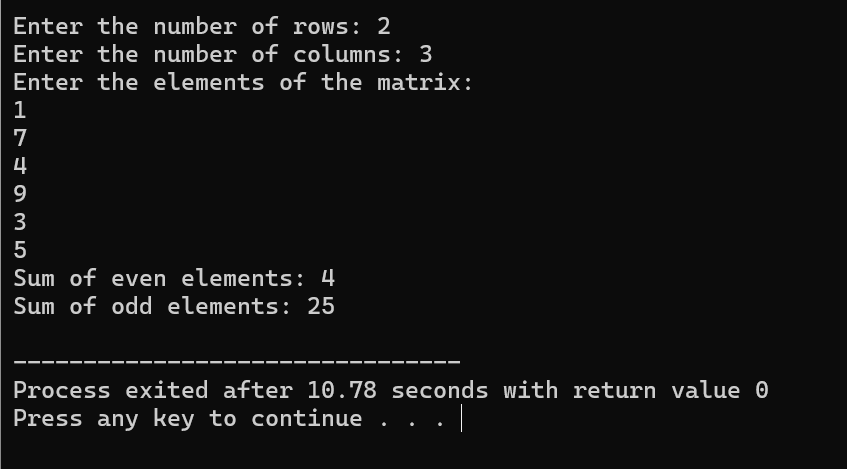 Enter the number of rows: 2
Enter the number of columns: 3
Enter the elements of the matrix:
1
7
4
9
3
5
Sum of even elements: 4
Sum of odd elements: 25
--------------------------------
Process exited after 10.78 seconds with return value 0
Press any key to continue . . .